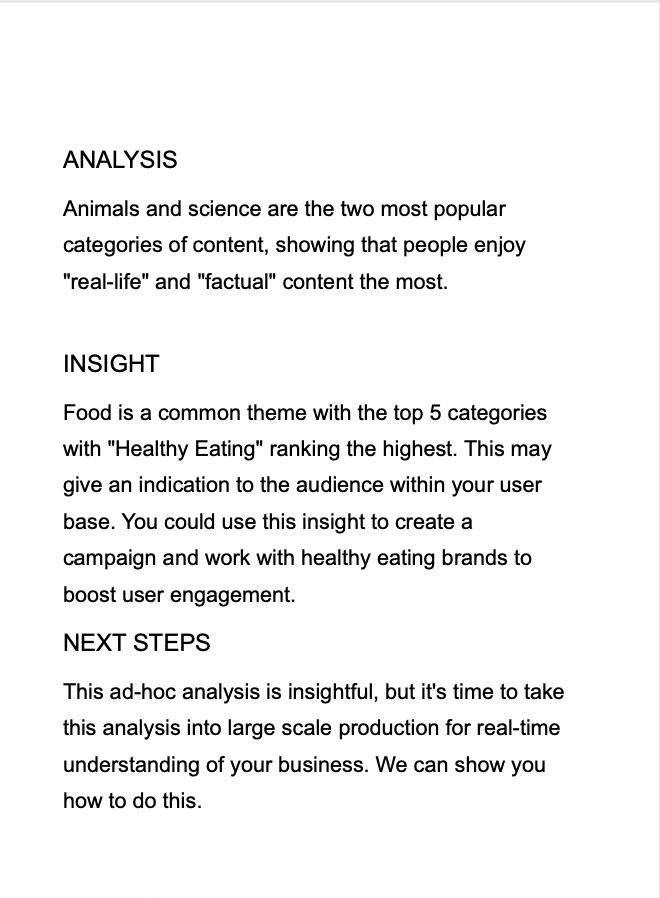 ANALYSIS
Animals and science are the two most popular
categories of content, showing that people enjoy
"real-life" and "factual" content the most.
INSIGHT
Food is a common theme with the top 5 categories
with "Healthy Eating" ranking the highest. This may
give an indication to the audience within your user
base. You could use this insight to create a
campaign and work with healthy eating brands to
boost user engagement.
NEXT STEPS
This ad-hoc analysis is insightful, but it's time to take
this analysis into large scale production for real-time
understanding of your business. We can show you
how to do this.